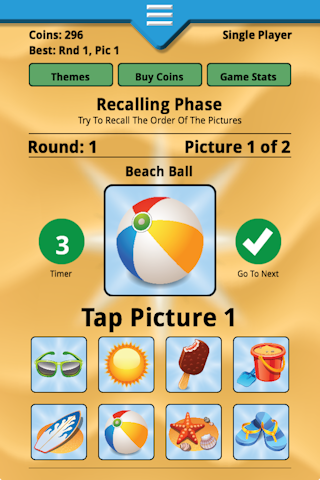 Coins: 296 Single Player
Best: Rnd 1, Pic 1
Themes Buy Coins Game Stats
Recalling Phase
Try To Recall The Order Of The Pictures
Round: 1 Picture 1 of 2
Beach Ball
3
Timer Go To Next
Tap Picture 1